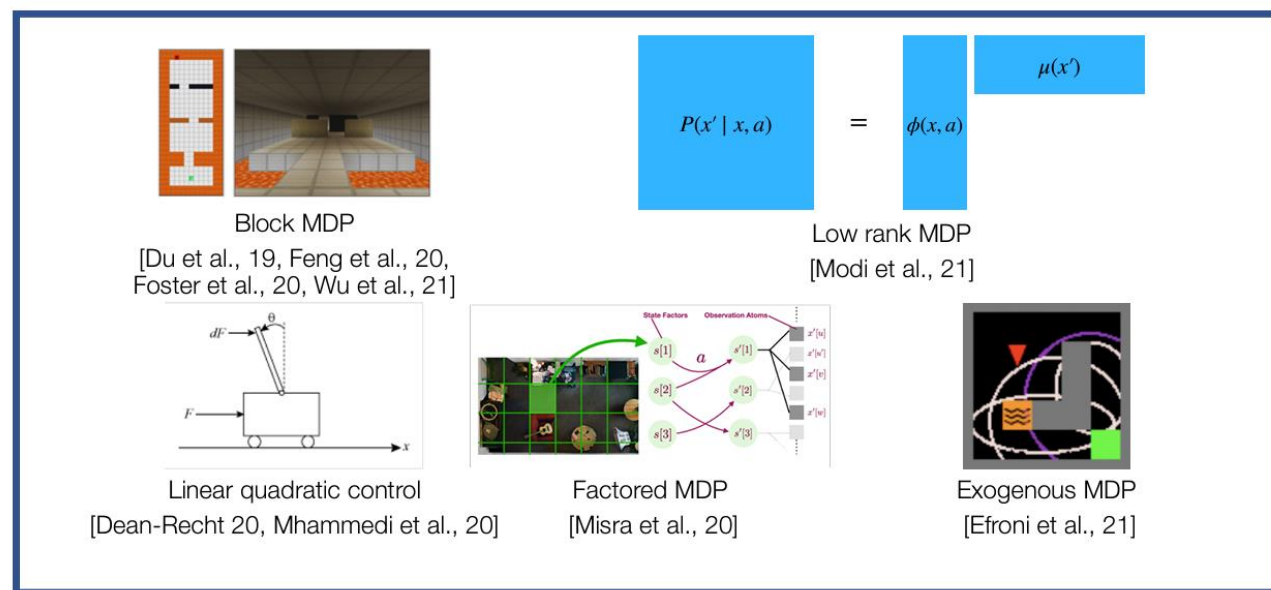 Block MDP
[Du et al., 19, Feng et al., 20,
Foster et al., 20, Wu et al., 21]
P(x′ | x, a)
=
ϕ(x, a)
μ(x′)
Low rank MDP
[Modi et al., 21]
θ
dF
F
x
Linear quadratic control
[Dean-Recht 20, Mhammedi et al., 20]
State Factors
Observation Atoms
s[1]
a
s′[1]
x′[u]
x′[u′]
s[2]
s′[2]
x′[v]
x′[w]
s[3]
s′[3]
Factored MDP
[Misra et al., 20]
Exogenous MDP
[Efroni et al., 21]